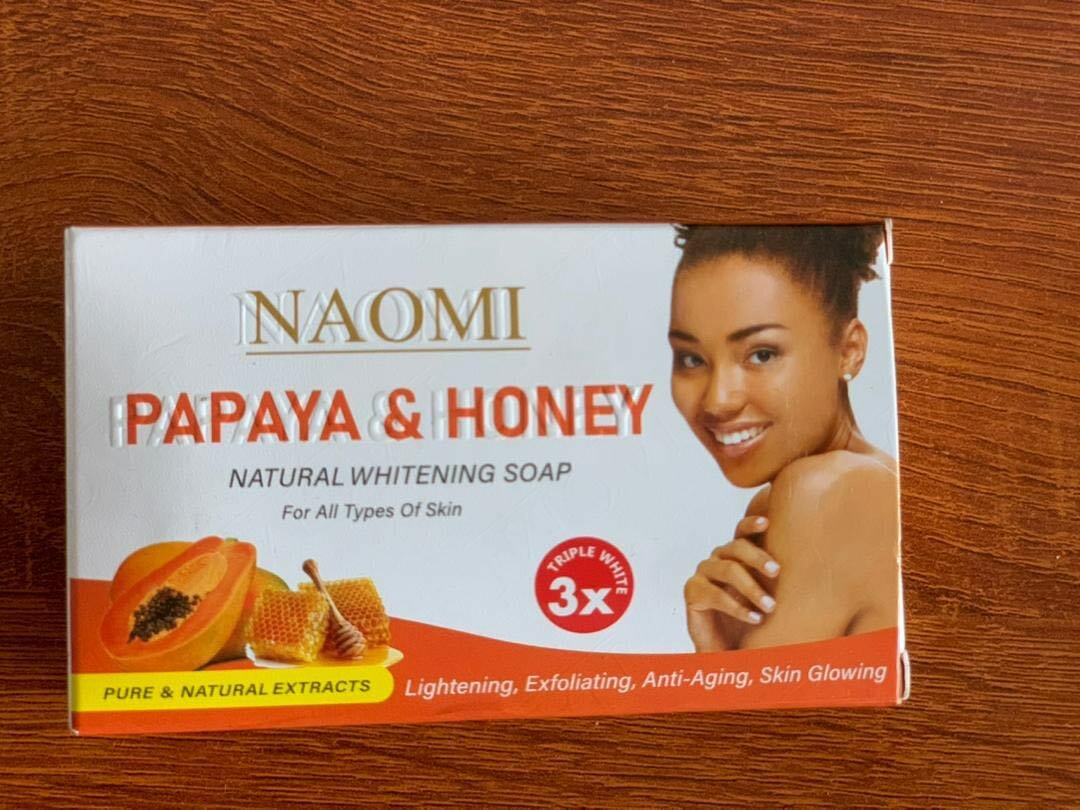 NAOMI
PAPAYA & HONEY
NATURAL WHITENING SOAP
For All Types Of Skin
TRIPLE WHITE
3x
PURE & NATURAL EXTRACTS
Lightening, Exfoliating, Anti-Aging, Skin Glowing